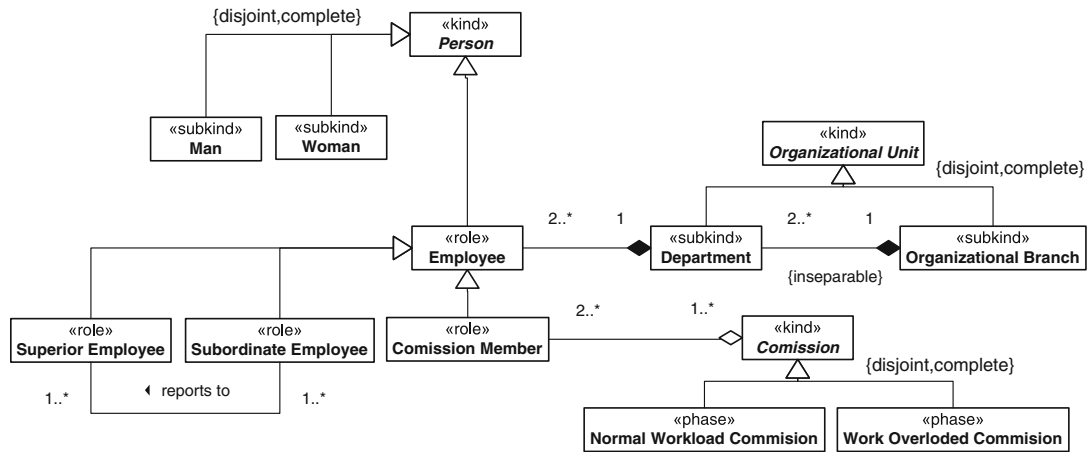 {disjoint,complete}
«kind»
Person
«subkind»
Man
«subkind»
Woman
«kind»
Organizational Unit
{disjoint,complete}
2..*
1
2..*
1
«role»
Employee
«subkind»
Department
«subkind»
Organizational Branch
{inseparable}
«role»
Superior Employee
«role»
Subordinate Employee
«role»
Comission Member
2..*
1..*
«kind»
Comission
{disjoint,complete}
1..*
reports to
1..*
«phase»
Normal Workload Commision
«phase»
Work Overloded Commision